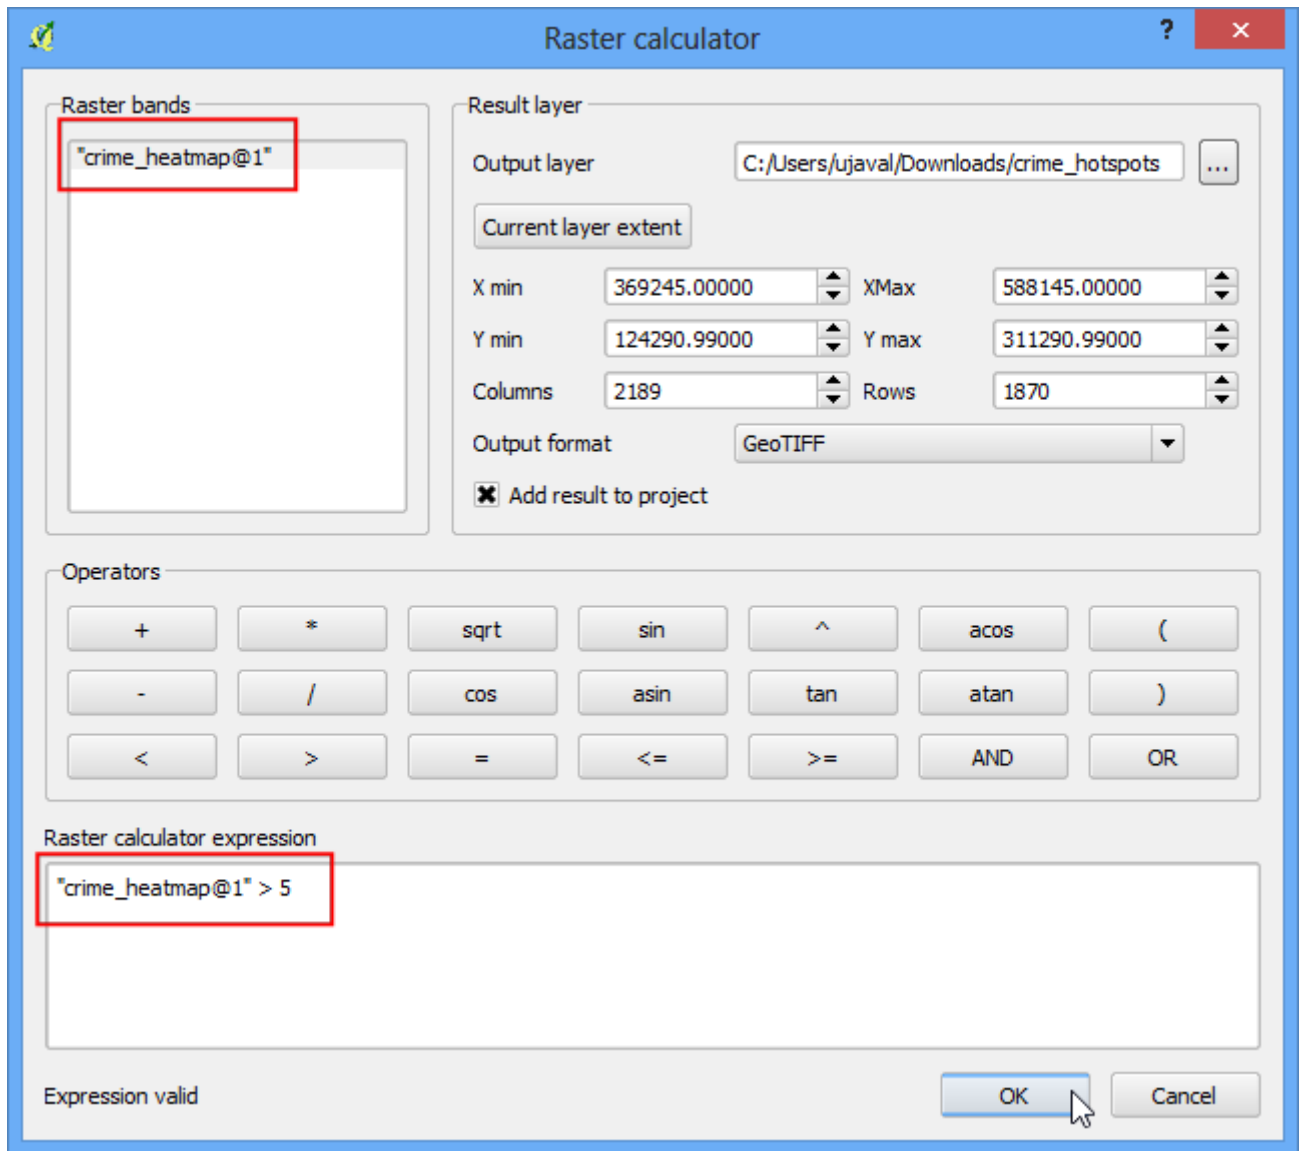 Raster calculator
?
×
Raster bands
"crime_heatmap@1"
Result layer
Output layer C:/Users/ujaval/Downloads/crime_hotspots ...
Current layer extent
X min 369245.00000 XMax 588145.00000
Y min 124290.99000 Y max 311290.99000
Columns 2189 Rows 1870
Output format GeoTIFF
Add result to project
Operators
+ * sqrt sin ^ acos (
- / cos asin tan atan )
< > = <= >= AND OR
Raster calculator expression
"crime_heatmap@1" > 5
Expression valid
OK Cancel